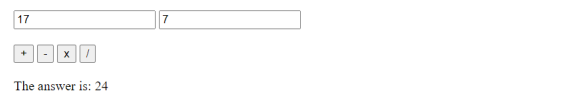 17 7
+ - x /
The answer is: 24